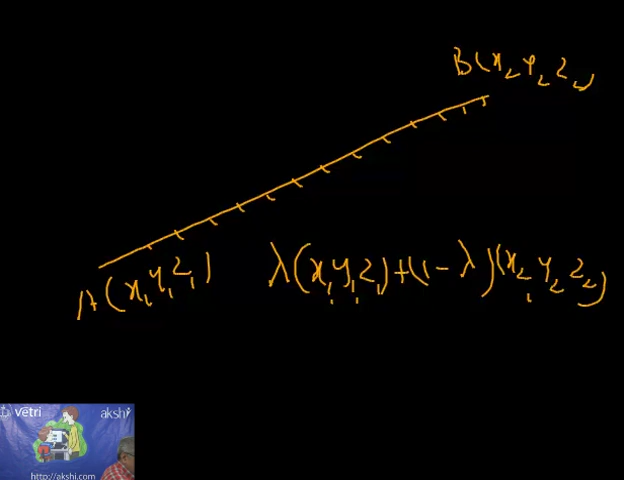 B(x₂ y₂ z₂)
A(x₁ y₁ z₁)
λ(x₁, y₁, z₁)+(1-λ)(x₂, y₂ z₂)
vetri
akshi
http://akshi.com